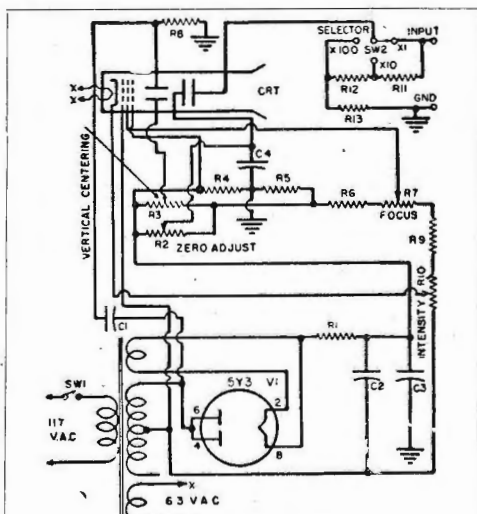 R8
SELECTOR
INPUT
X100
SW2
X1
X10
R12
R11
GND
R13
X
X
CRT
C4
VERTICAL CENTERING
R4
R5
R3
R6
R7
FOCUS
R2
ZERO ADJUST
R9
INTENSITY
R10
C1
R1
C2
C3
SW1
117
V.A.C
5Y3
V1
6
2
4
8
X
6.3 V A C